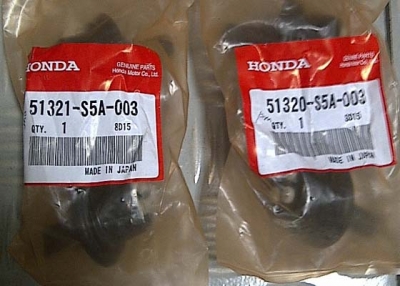 HONDA
GENUINE PARTS
Honda Motor Co., Ltd.
51321-S5A-003
QTY. 1 8D15
MADE IN JAPAN
HONDA
GENUINE PARTS
51320-S5A-003
QTY. 1 8D15
MADE IN JAPAN